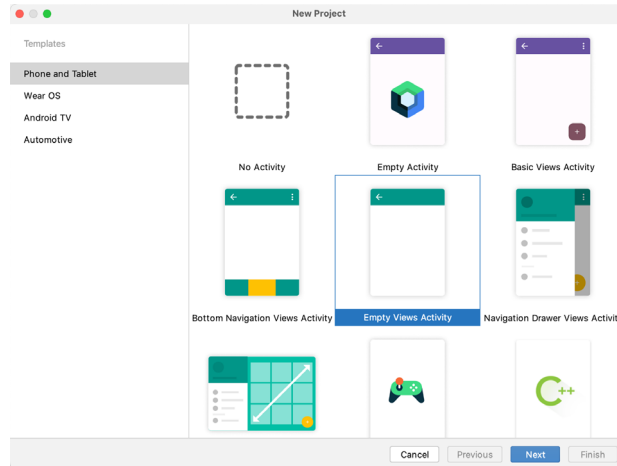 New Project
Templates
Phone and Tablet
Wear OS
Android TV
Automotive
No Activity
Empty Activity
Basic Views Activity
Bottom Navigation Views Activity
Empty Views Activity
Navigation Drawer Views Activit
C++
Cancel
Previous
Next
Finish